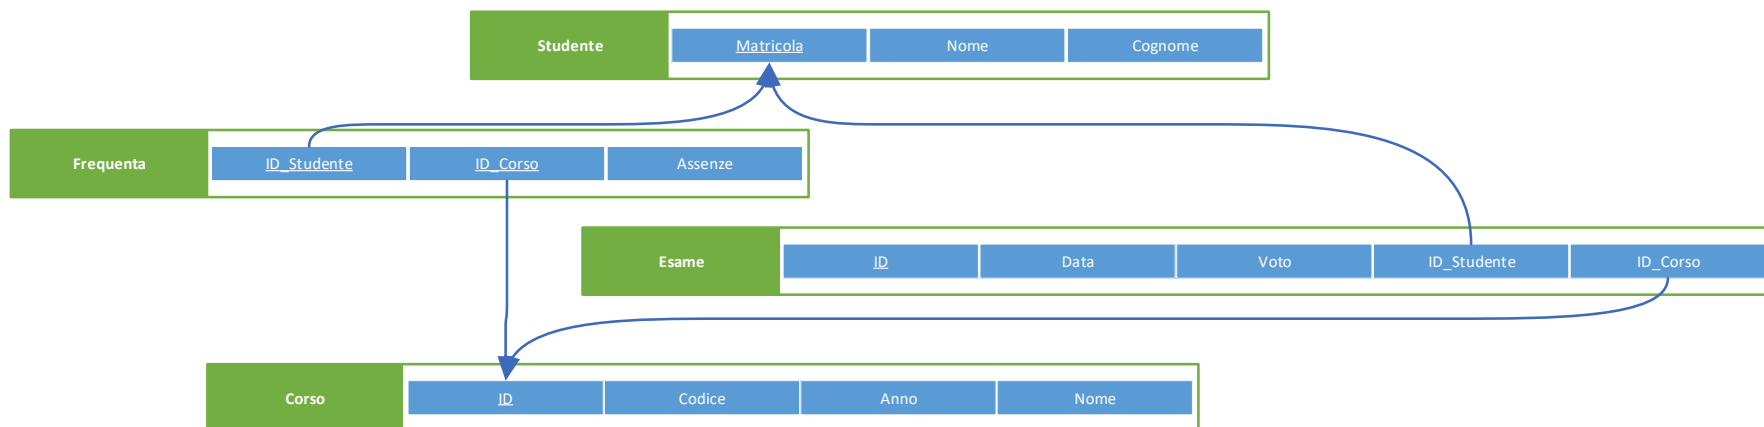 Studente Matricola Nome Cognome
Frequenta ID_Studente ID_Corso Assenze
Esame ID Data Voto ID_Studente ID_Corso
Corso ID Codice Anno Nome